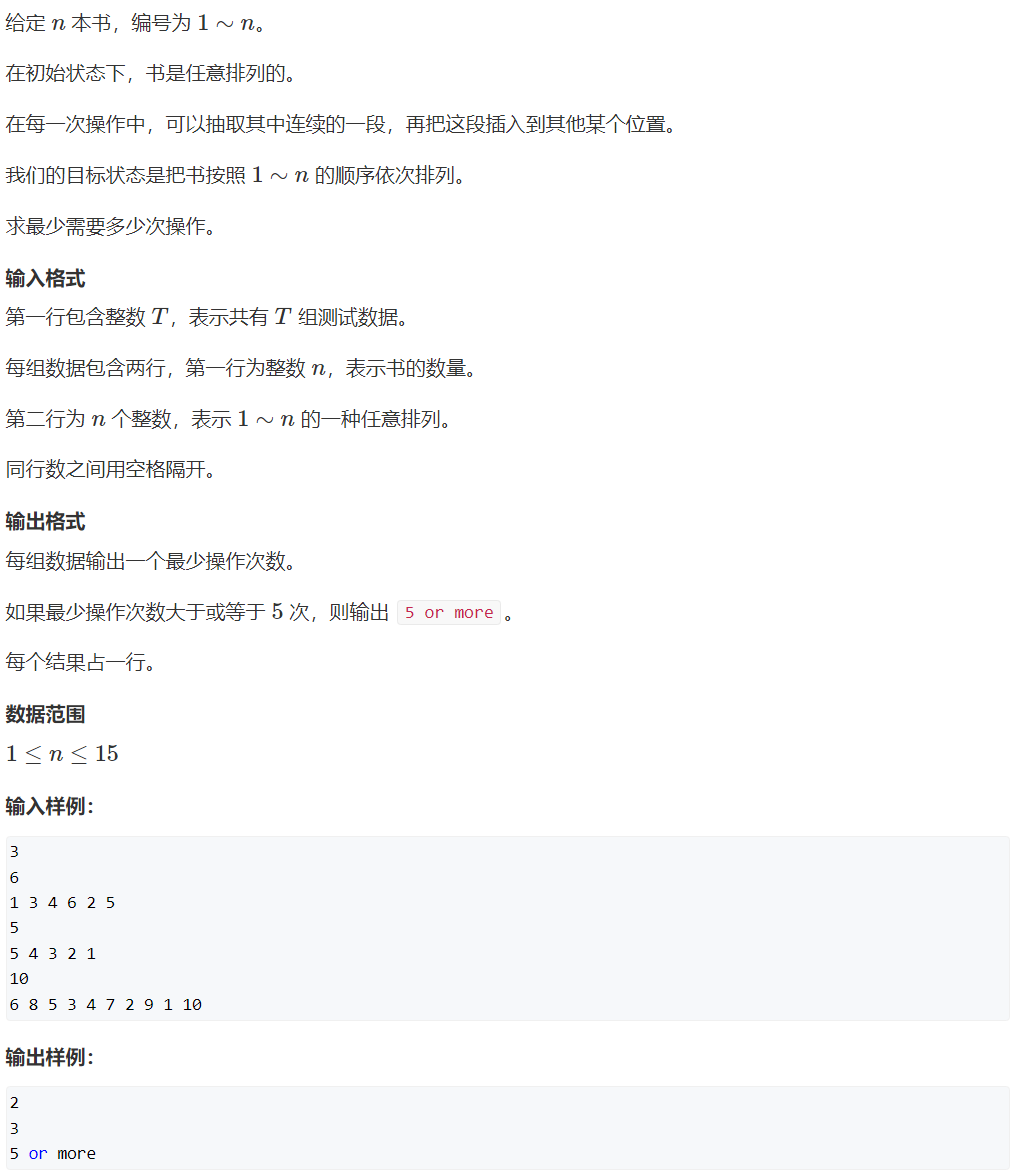 给定 n 本书，编号为 1 ∼ n。
在初始状态下，书是任意排列的。
在每一次操作中，可以抽取其中连续的一段，再把这段插入到其他某个位置。
我们的目标状态是把书按照 1 ∼ n 的顺序依次排列。
求最少需要多少次操作。
输入格式
第一行包含整数 T，表示共有 T 组测试数据。
每组数据包含两行，第一行为整数 n，表示书的数量。
第二行为 n 个整数，表示 1 ∼ n 的一种任意排列。
同行数之间用空格隔开。
输出格式
每组数据输出一个最少操作次数。
如果最少操作次数大于或等于 5 次，则输出 5 or more 。
每个结果占一行。
数据范围
1 ≤ n ≤ 15
输入样例：
3
6
1 3 4 6 2 5
5
5 4 3 2 1
10
6 8 5 3 4 7 2 9 1 10
输出样例：
2
3
5 or more